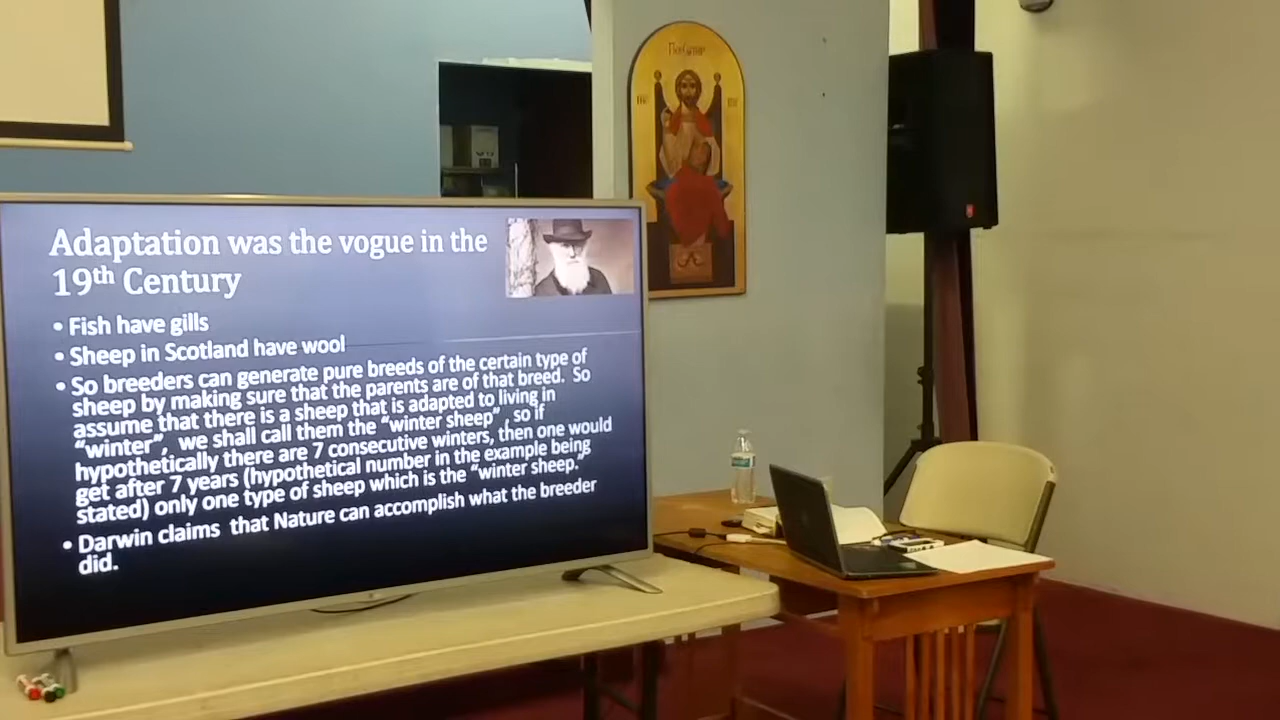 Adaptation was the vogue in the
19th Century
• Fish have gills
• Sheep in Scotland have wool
• So breeders can generate pure breeds of the certain type of
sheep by making sure that the parents are of that breed. So
assume that there is a sheep that is adapted to living in
“winter”, we shall call them the “winter sheep” , so if
hypothetically there are 7 consecutive winters, then one would
get after 7 years (hypothetical number in the example being
stated) only one type of sheep which is the “winter sheep.”
• Darwin claims that Nature can accomplish what the breeder
did.